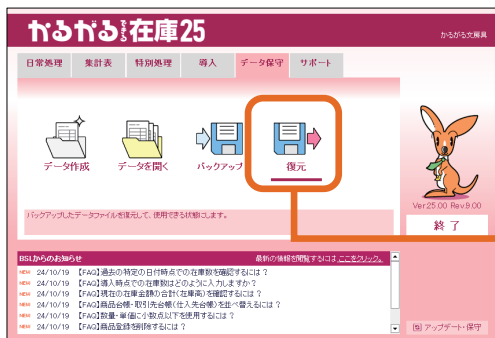 かるがるできる在庫25
かるがる文房具
日常処理 集計表 特別処理 導入 データ保守 サポート
データ作成 データを開く バックアップ 復元
バックアップしたデータファイルを復元して、使用できる状態にします。
Ver25.00 Rev9.00
終了
BSLからのお知らせ 最新の情報を閲覧するには、ここをクリック。
NEW 24/10/19 【FAQ】過去の特定の日付時点での在庫数を確認するには？
NEW 24/10/19 【FAQ】導入時点での在庫数はどのように入力しますか？
NEW 24/10/19 【FAQ】現在の在庫金額の合計(在庫高)を確認するには？
NEW 24/10/19 【FAQ】商品台帳・取引先台帳(仕入先台帳)を並べ替えるには？
NEW 24/10/19 【FAQ】数量・単価に小数点以下を使用するには？
NEW 24/10/19 【FAQ】商品登録を削除するには？
アップデート・保守